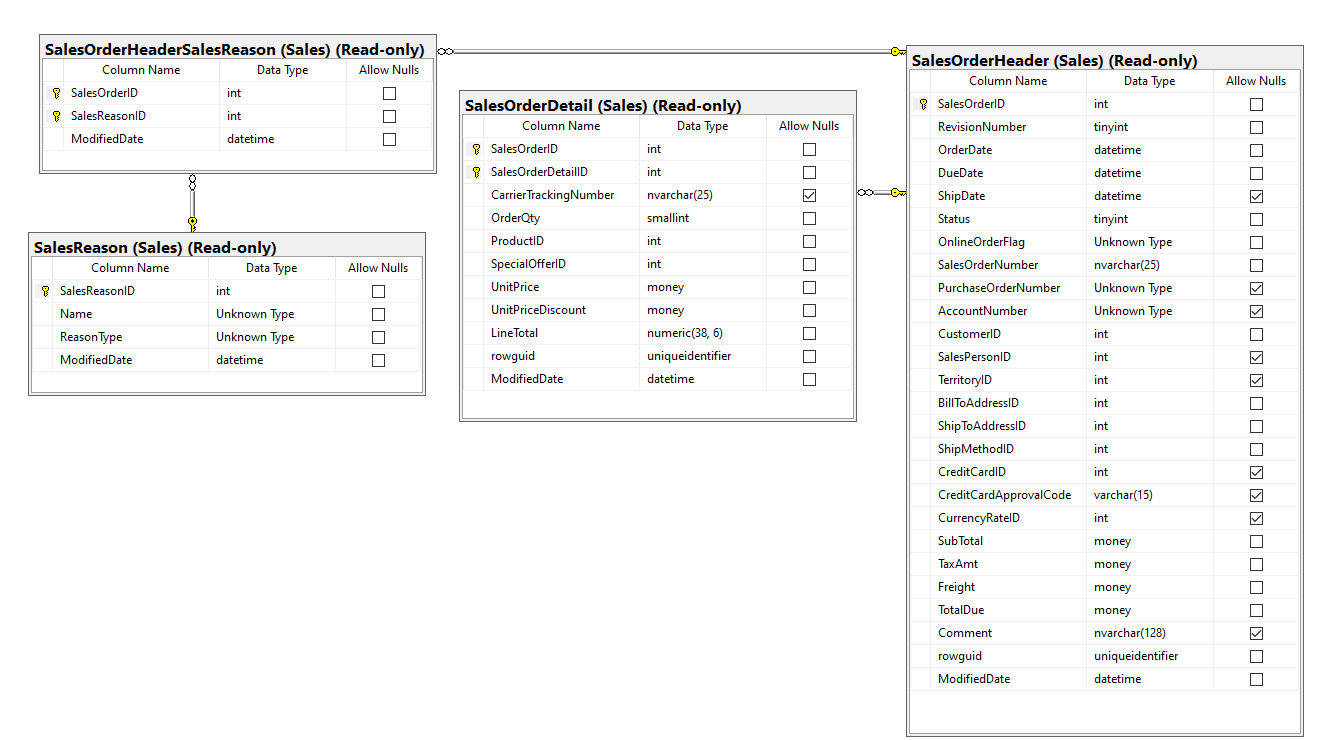 SalesOrderHeaderSalesReason (Sales) (Read-only)
Column Name Data Type Allow Nulls
SalesOrderID int
SalesReasonID int
ModifiedDate datetime
SalesReason (Sales) (Read-only)
Column Name Data Type Allow Nulls
SalesReasonID int
Name Unknown Type
ReasonType Unknown Type
ModifiedDate datetime
SalesOrderDetail (Sales) (Read-only)
Column Name Data Type Allow Nulls
SalesOrderID int
SalesOrderDetailID int
CarrierTrackingNumber nvarchar(25)
OrderQty smallint
ProductID int
SpecialOfferID int
UnitPrice money
UnitPriceDiscount money
LineTotal numeric(38, 6)
rowguid uniqueidentifier
ModifiedDate datetime
SalesOrderHeader (Sales) (Read-only)
Column Name Data Type Allow Nulls
SalesOrderID int
RevisionNumber tinyint
OrderDate datetime
DueDate datetime
ShipDate datetime
Status tinyint
OnlineOrderFlag Unknown Type
SalesOrderNumber nvarchar(25)
PurchaseOrderNumber Unknown Type
AccountNumber Unknown Type
CustomerID int
SalesPersonID int
TerritoryID int
BillToAddressID int
ShipToAddressID int
ShipMethodID int
CreditCardID int
CreditCardApprovalCode varchar(15)
CurrencyRateID int
SubTotal money
TaxAmt money
Freight money
TotalDue money
Comment nvarchar(128)
rowguid uniqueidentifier
ModifiedDate datetime